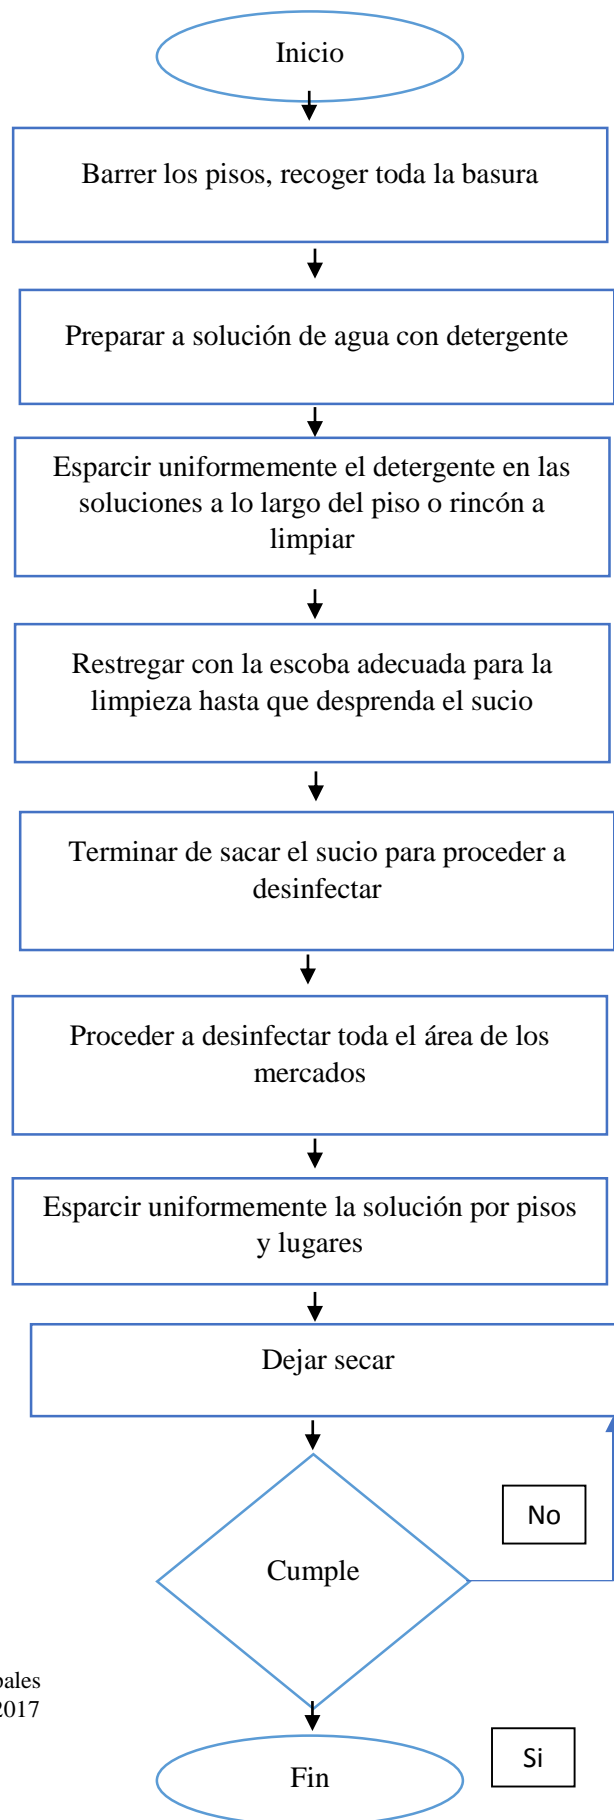 Inicio
Barrer los pisos, recoger toda la basura
Preparar a solución de agua con detergente
Esparcir uniformemente el detergente en las
soluciones a lo largo del piso o rincón a
limpiar
Restregar con la escoba adecuada para la
limpieza hasta que desprenda el sucio
Terminar de sacar el sucio para proceder a
desinfectar
Proceder a desinfectar toda el área de los
mercados
Esparcir uniformemente la solución por pisos
y lugares
Dejar secar
No
Cumple
pales
2017
Si
Fin